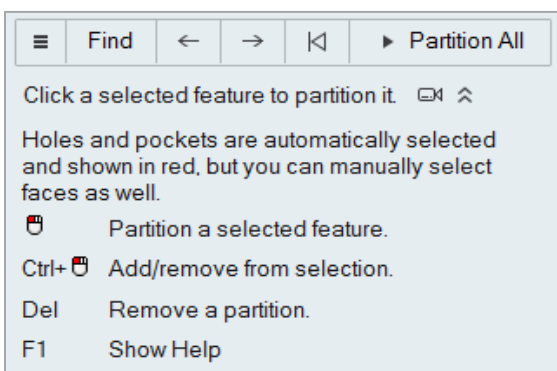 Find Partition All
Click a selected feature to partition it.
Holes and pockets are automatically selected
and shown in red, but you can manually select
faces as well.
Partition a selected feature.
Ctrl+ Add/remove from selection.
Del Remove a partition.
F1 Show Help